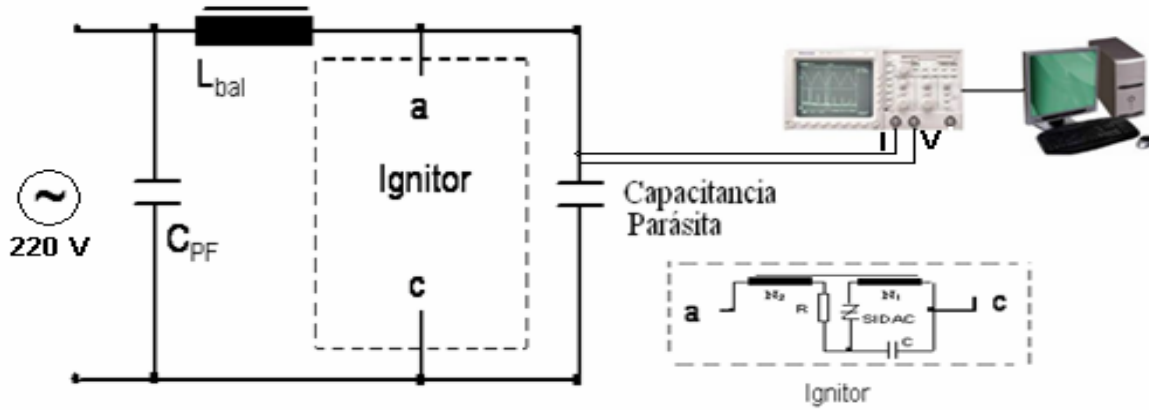 L_bal
a
Ignitor
c
~
220 V
C_PF
I V
Capacitancia
Parásita
a
N₂
R
SIDAC
N₁
C
c
Ignitor